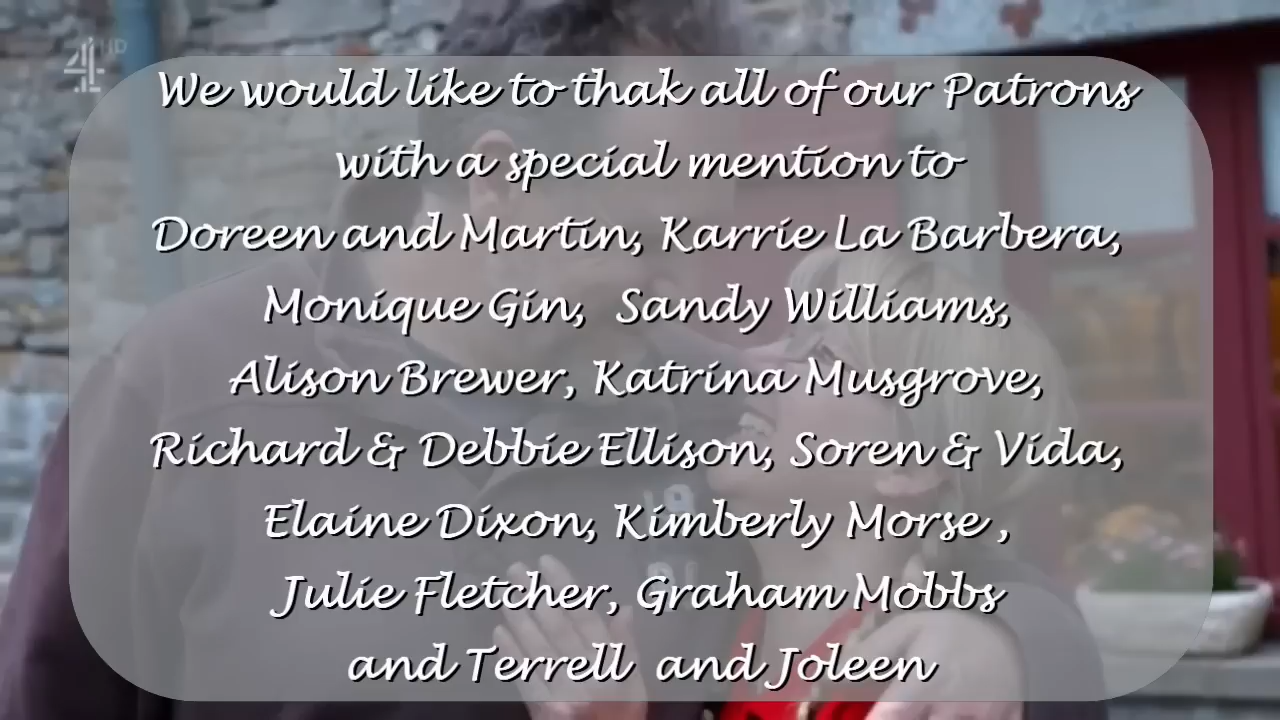 4 HD
We would like to thak all of our Patrons
with a special mention to
Doreen and Martin, Karrie La Barbera,
Monique Gin, Sandy Williams,
Alison Brewer, Katrina Musgrove,
Richard & Debbie Ellison, Soren & Vida,
Elaine Dixon, Kimberly Morse ,
Julie Fletcher, Graham Mobbs
and Terrell and Joleen